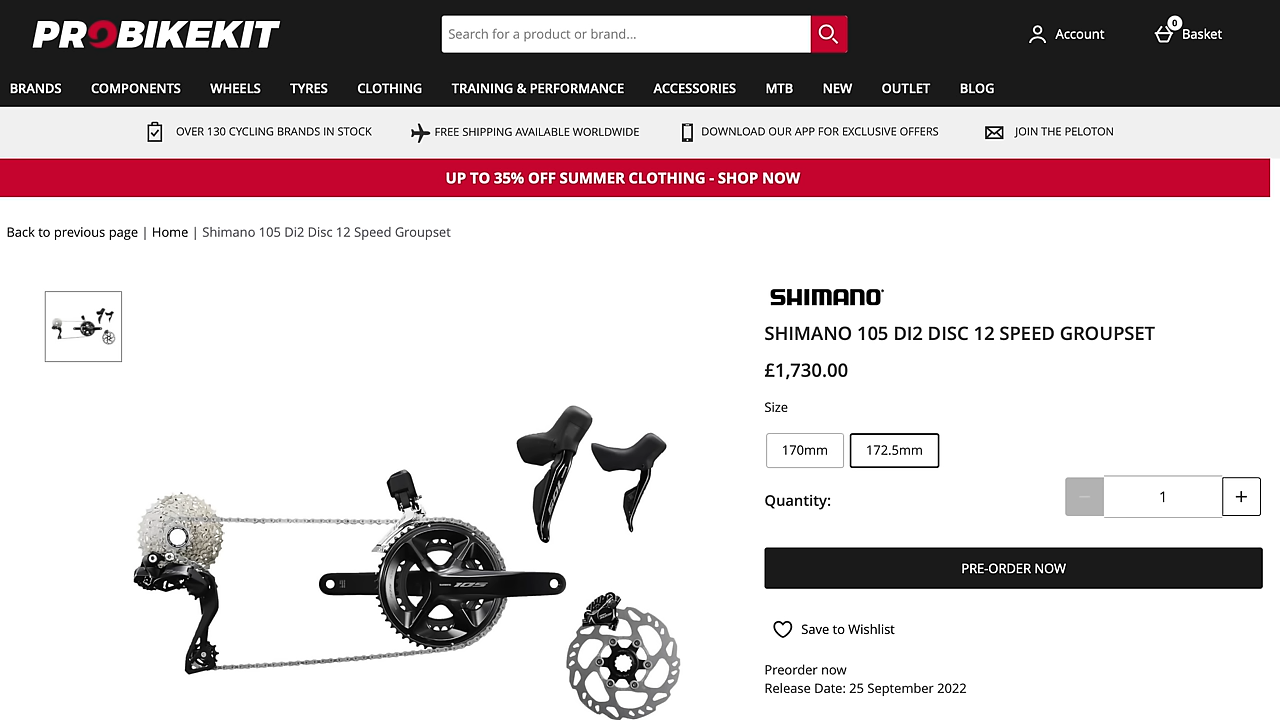 PROBIKEKIT
Search for a product or brand...
Account
0
Basket
BRANDS COMPONENTS WHEELS TYRES CLOTHING TRAINING & PERFORMANCE ACCESSORIES MTB NEW OUTLET BLOG
OVER 130 CYCLING BRANDS IN STOCK FREE SHIPPING AVAILABLE WORLDWIDE DOWNLOAD OUR APP FOR EXCLUSIVE OFFERS JOIN THE PELOTON
UP TO 35% OFF SUMMER CLOTHING - SHOP NOW
Back to previous page | Home | Shimano 105 Di2 Disc 12 Speed Groupset
SHIMANO
SHIMANO 105 DI2 DISC 12 SPEED GROUPSET
£1,730.00
Size
170mm 172.5mm
Quantity:
− 1 +
PRE-ORDER NOW
Save to Wishlist
Preorder now
Release Date: 25 September 2022
105
105